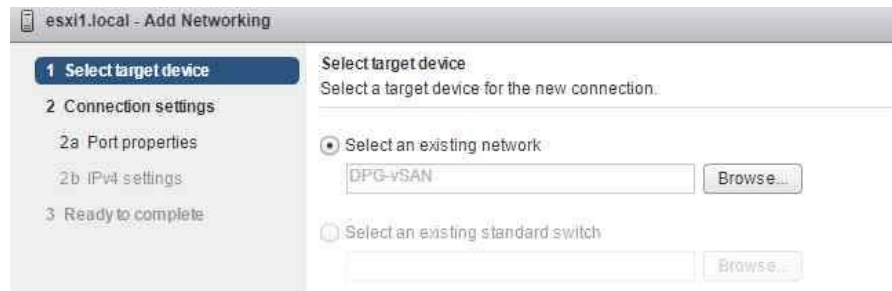 esxi1.local - Add Networking
1 Select target device
2 Connection settings
2a Port properties
2b IPv4 settings
3 Ready to complete
Select target device
Select a target device for the new connection.
Select an existing network
DPG-vSAN
Browse...
Select an existing standard switch
Browse...